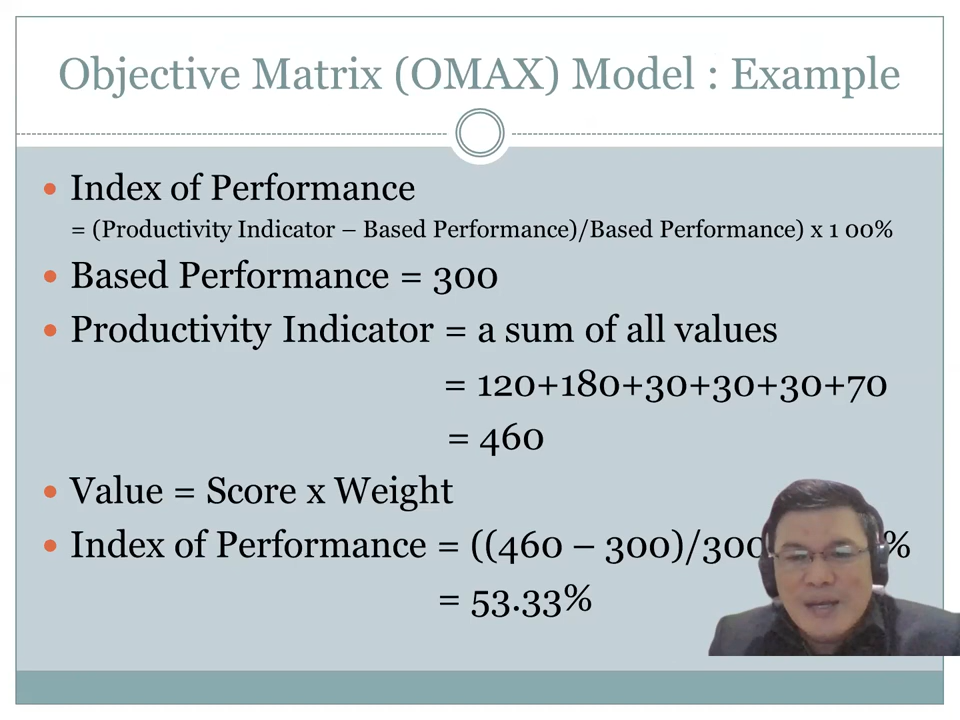 Objective Matrix (OMAX) Model : Example
• Index of Performance
= (Productivity Indicator – Based Performance)/Based Performance) x 1 00%
• Based Performance = 300
• Productivity Indicator = a sum of all values
= 120+180+30+30+30+70
= 460
• Value = Score x Weight
• Index of Performance = ((460 – 300)/300 %
= 53.33%